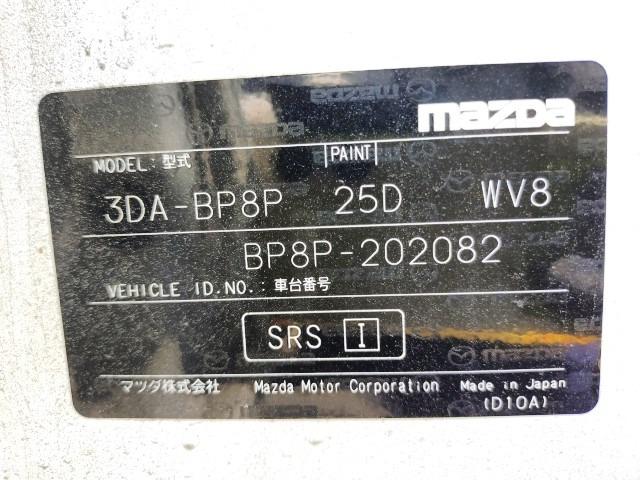 mazda
MODEL: 型式 PAINT
3DA-BP8P 25D WV8
BP8P-202082
VEHICLE ID.NO.: 車台番号
SRS I
マツダ株式会社 Mazda Motor Corporation Made in Japan
(D10A)